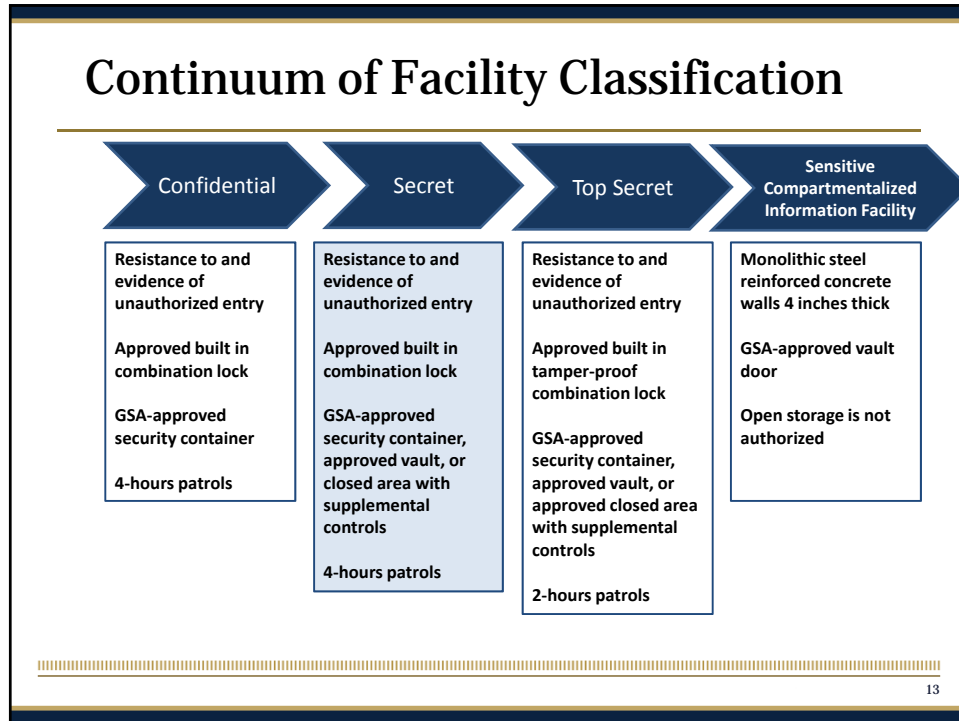 Continuum of Facility Classification
Confidential
Secret
Top Secret
Sensitive
Compartmentalized
Information Facility
Resistance to and
evidence of
unauthorized entry
Approved built in
combination lock
GSA-approved
security container
4-hours patrols
Resistance to and
evidence of
unauthorized entry
Approved built in
combination lock
GSA-approved
security container,
approved vault, or
closed area with
supplemental
controls
4-hours patrols
Resistance to and
evidence of
unauthorized entry
Approved built in
tamper-proof
combination lock
GSA-approved
security container,
approved vault, or
approved closed area
with supplemental
controls
2-hours patrols
Monolithic steel
reinforced concrete
walls 4 inches thick
GSA-approved vault
door
Open storage is not
authorized
13